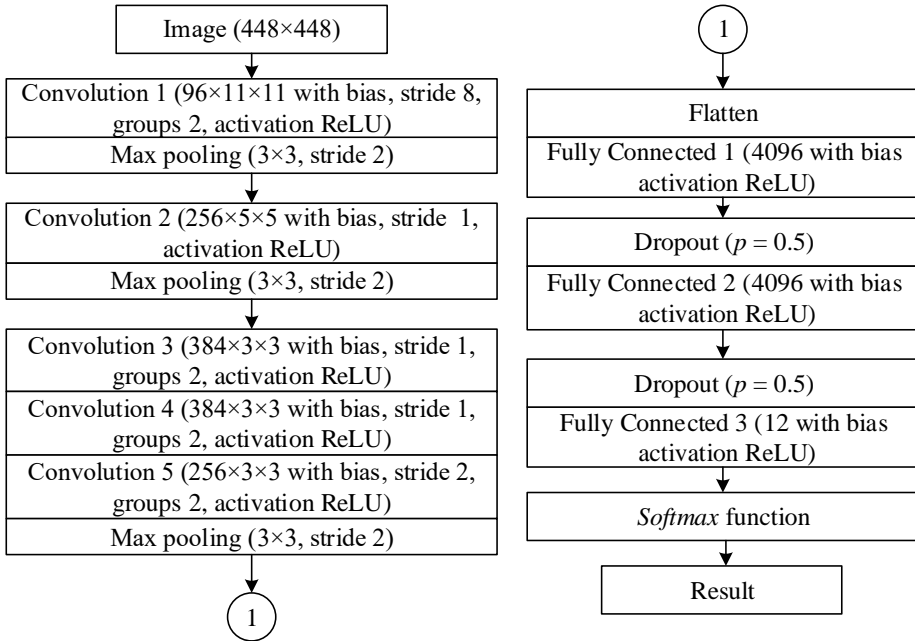 Image (448×448)
Convolution 1 (96×11×11 with bias, stride 8,
groups 2, activation ReLU)
Max pooling (3×3, stride 2)
Convolution 2 (256×5×5 with bias, stride 1,
activation ReLU)
Max pooling (3×3, stride 2)
Convolution 3 (384×3×3 with bias, stride 1,
groups 2, activation ReLU)
Convolution 4 (384×3×3 with bias, stride 1,
groups 2, activation ReLU)
Convolution 5 (256×3×3 with bias, stride 2,
groups 2, activation ReLU)
Max pooling (3×3, stride 2)
1
1
Flatten
Fully Connected 1 (4096 with bias
activation ReLU)
Dropout (p = 0.5)
Fully Connected 2 (4096 with bias
activation ReLU)
Dropout (p = 0.5)
Fully Connected 3 (12 with bias
activation ReLU)
Softmax function
Result